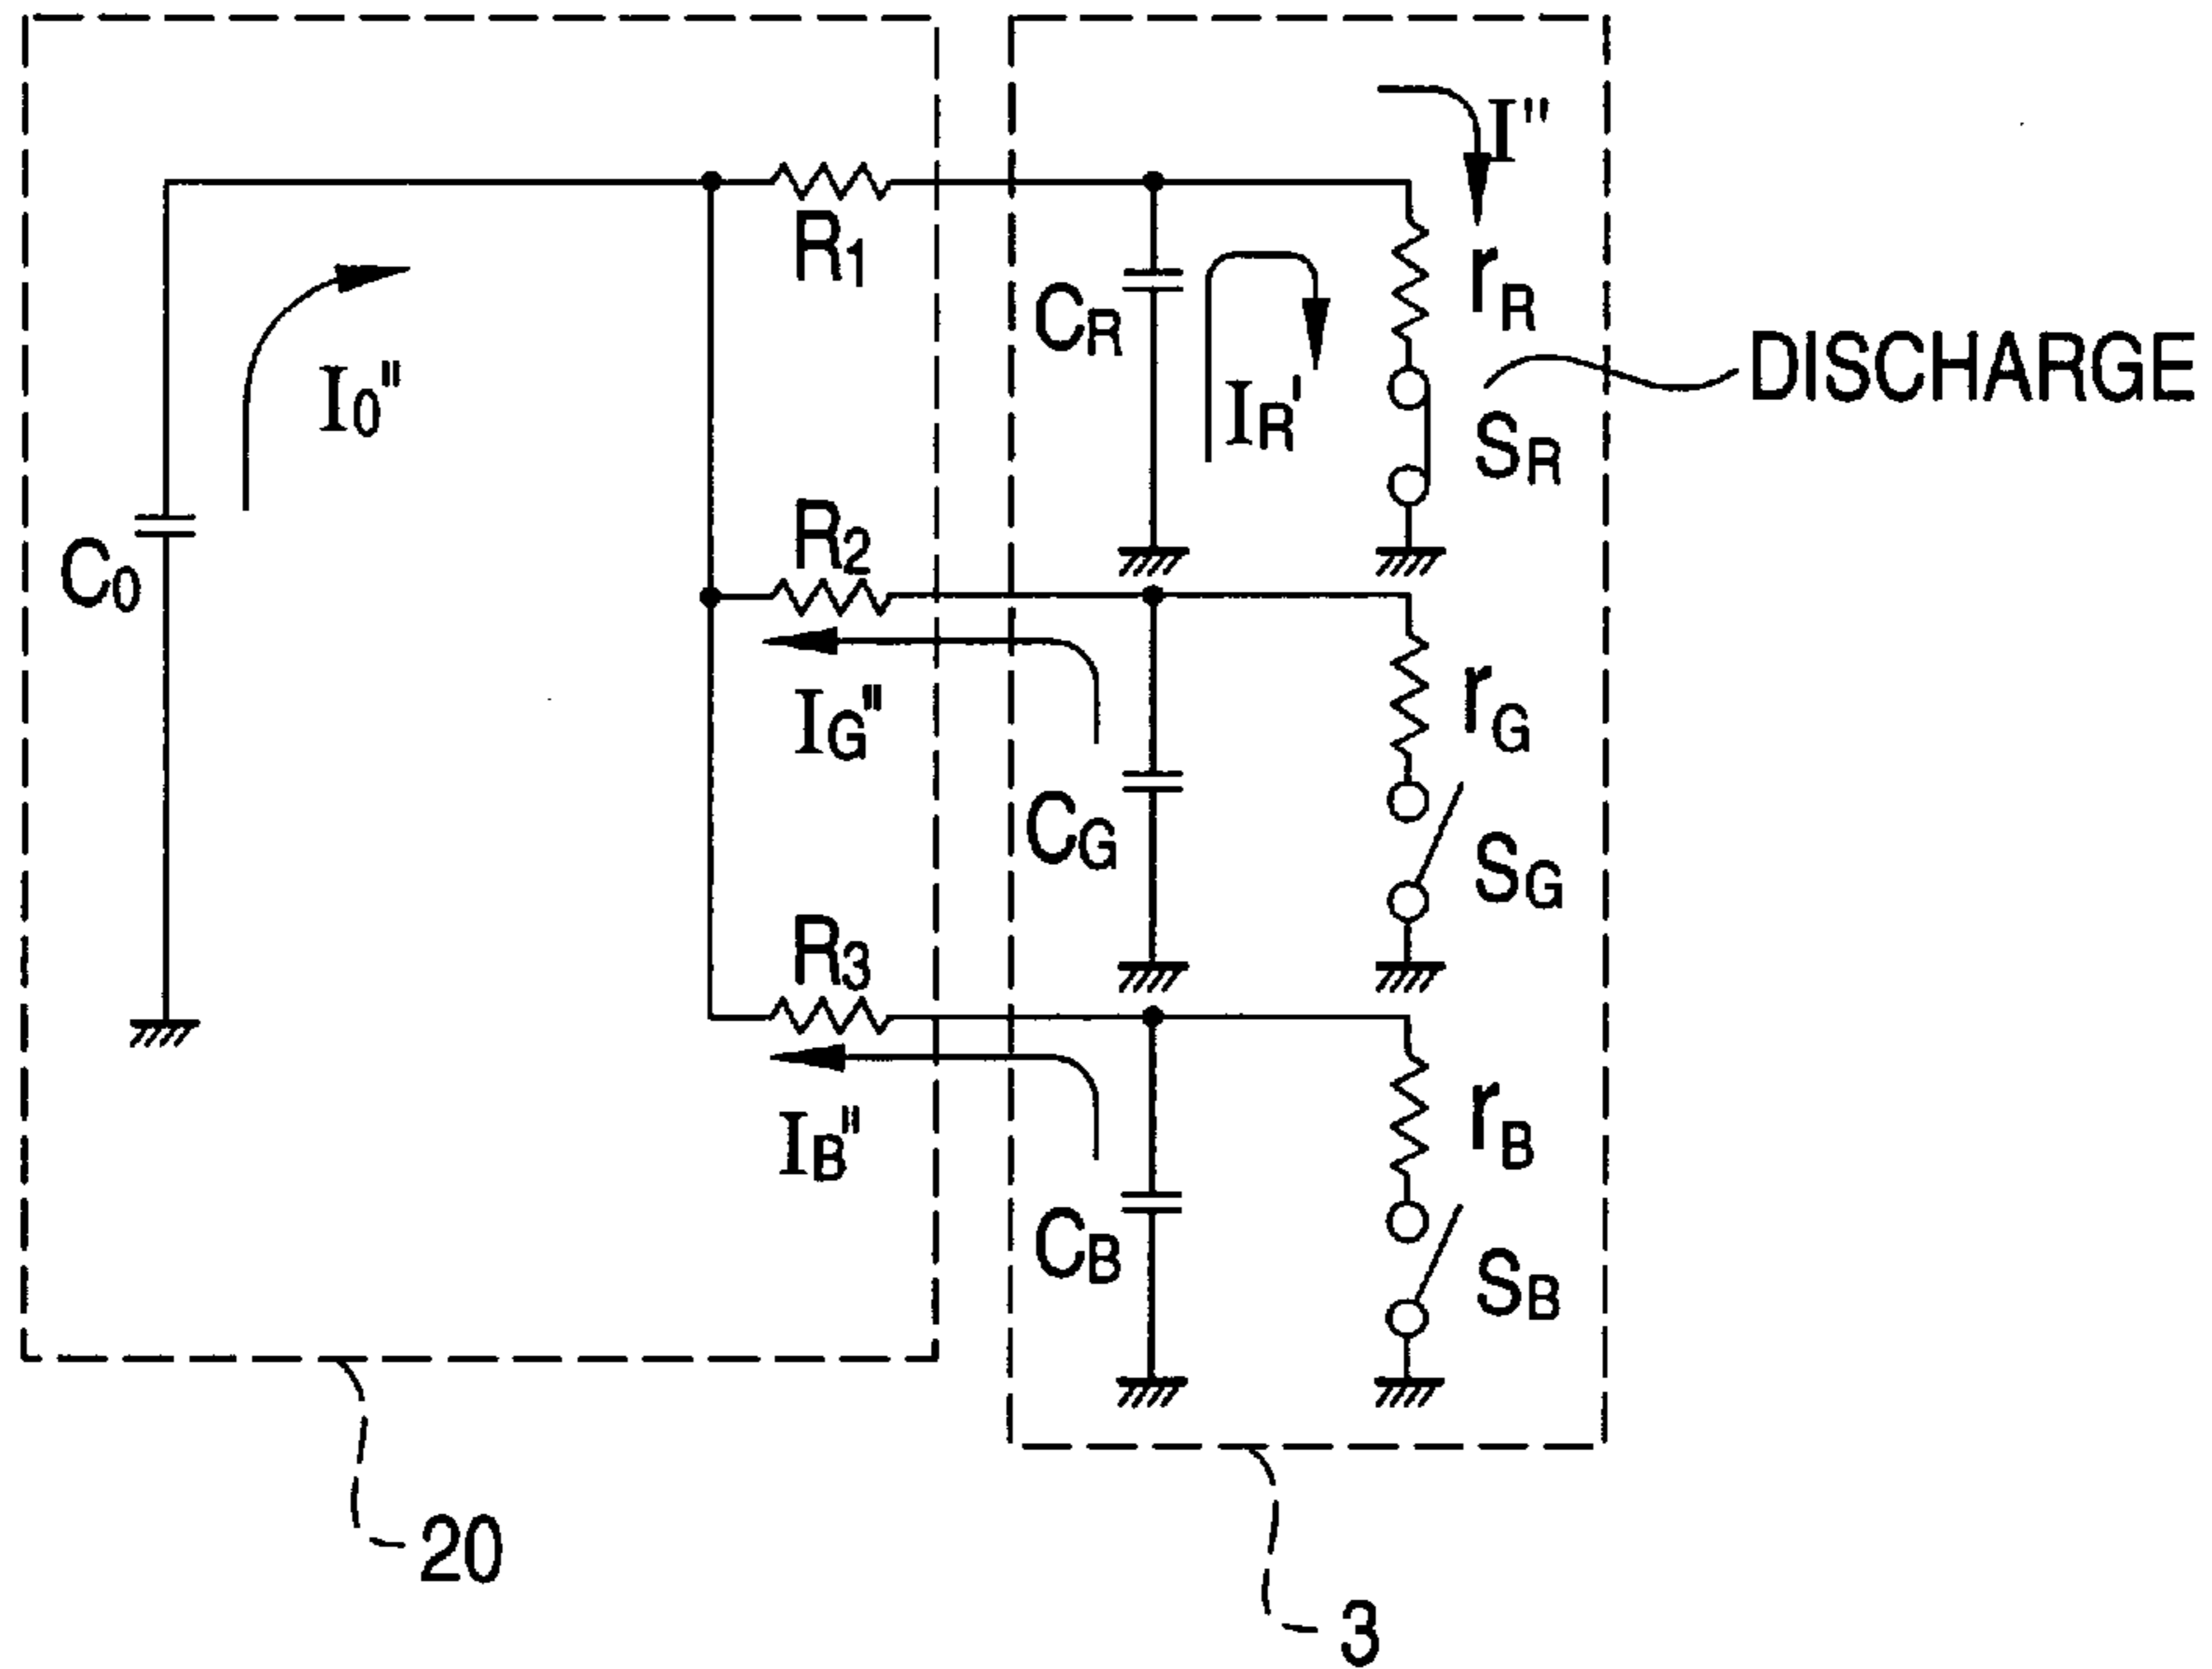 I"
R1
rR
CR
DISCHARGE
I0"
IR'
SR
R2
C0
rG
IG"
CG
SG
R3
rB
IB"
CB
SB
20
3